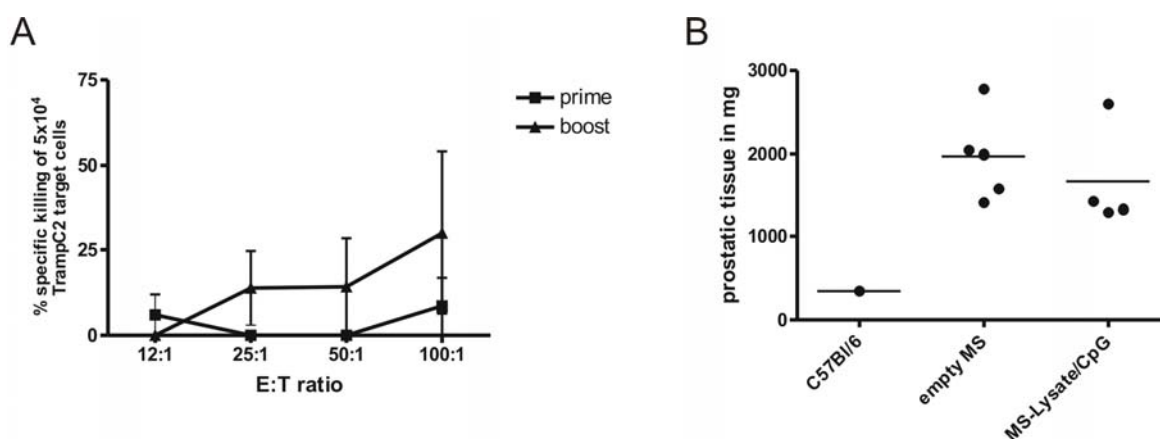 A
% specific killing of 5x10⁴
TrampC2 target cells
75
50
25
0
12:1
25:1
50:1
100:1
E:T ratio
prime
boost
B
prostatic tissue in mg
3000
2000
1000
0
C57Bl/6
empty MS
MS-Lysate/CpG